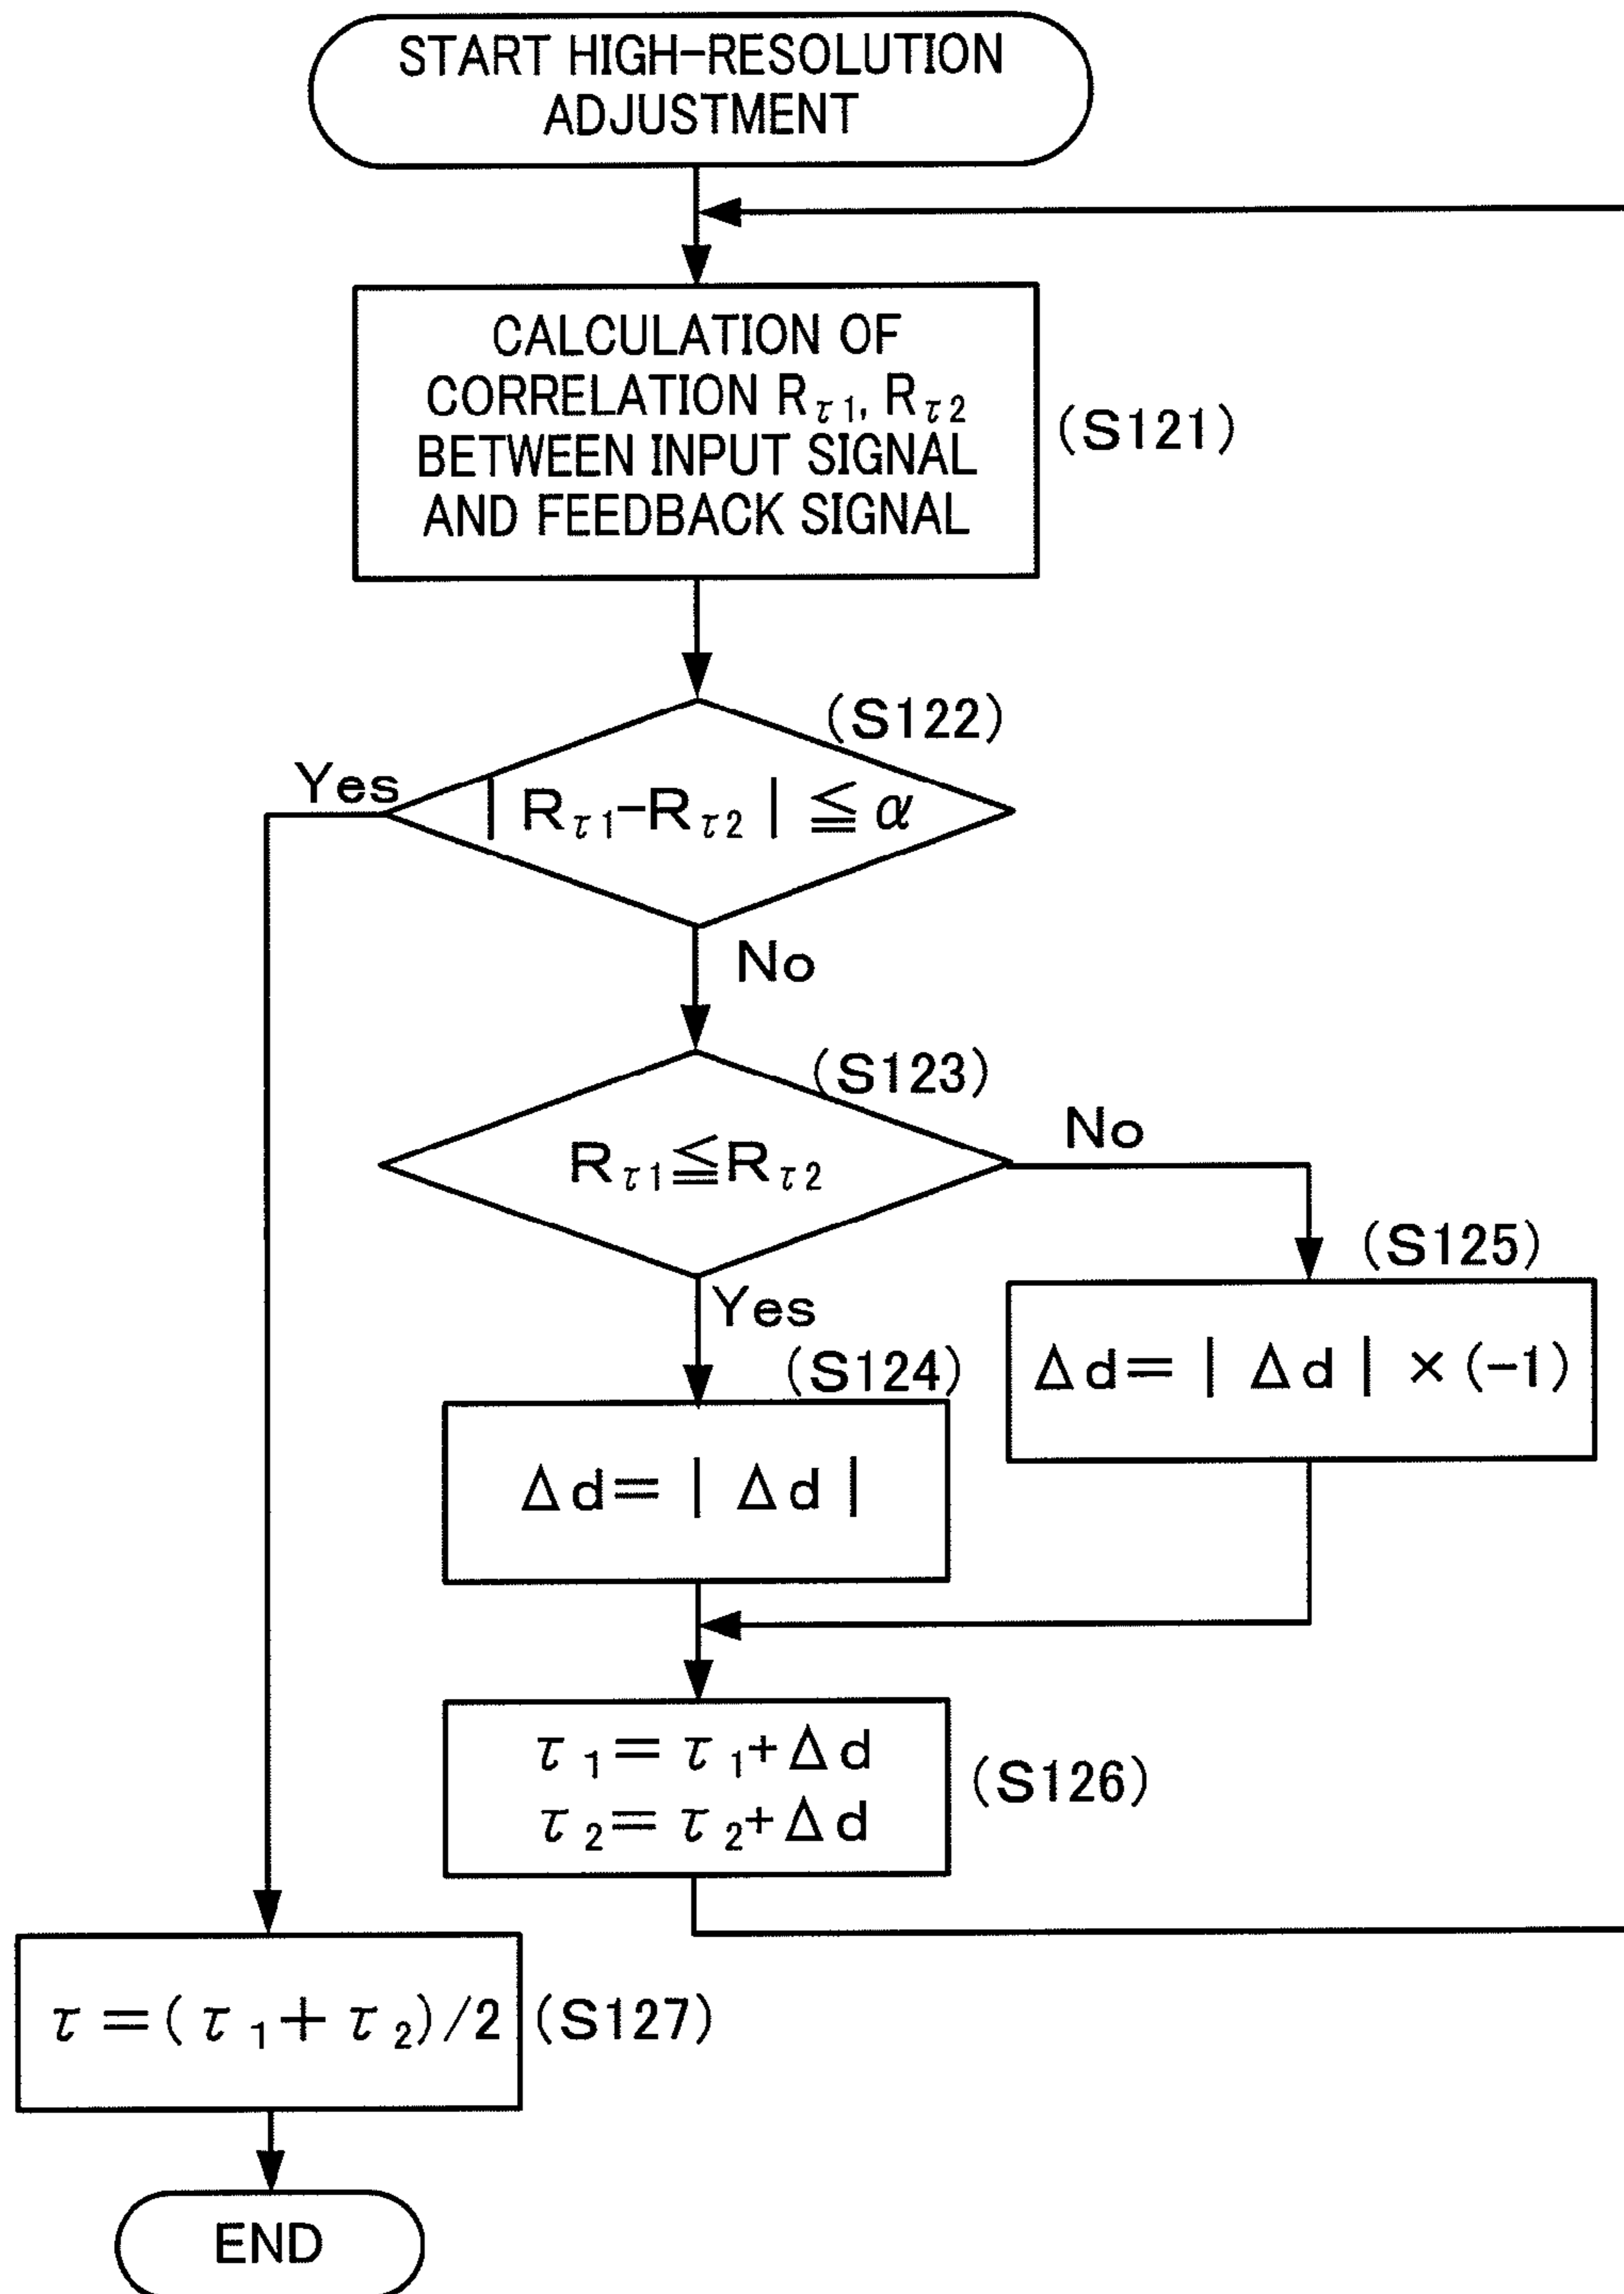 START HIGH-RESOLUTION
ADJUSTMENT
CALCULATION OF
CORRELATION Rτ1, Rτ2
BETWEEN INPUT SIGNAL
AND FEEDBACK SIGNAL
(S121)
(S122)
Yes
| Rτ1-Rτ2 | ≦ α
No
(S123)
Rτ1≦Rτ2
No
(S125)
Yes
(S124)
Δd=| Δd | × (-1)
Δd=| Δd |
τ1=τ1+Δd
τ2=τ2+Δd
(S126)
τ=(τ1+τ2)/2
(S127)
END